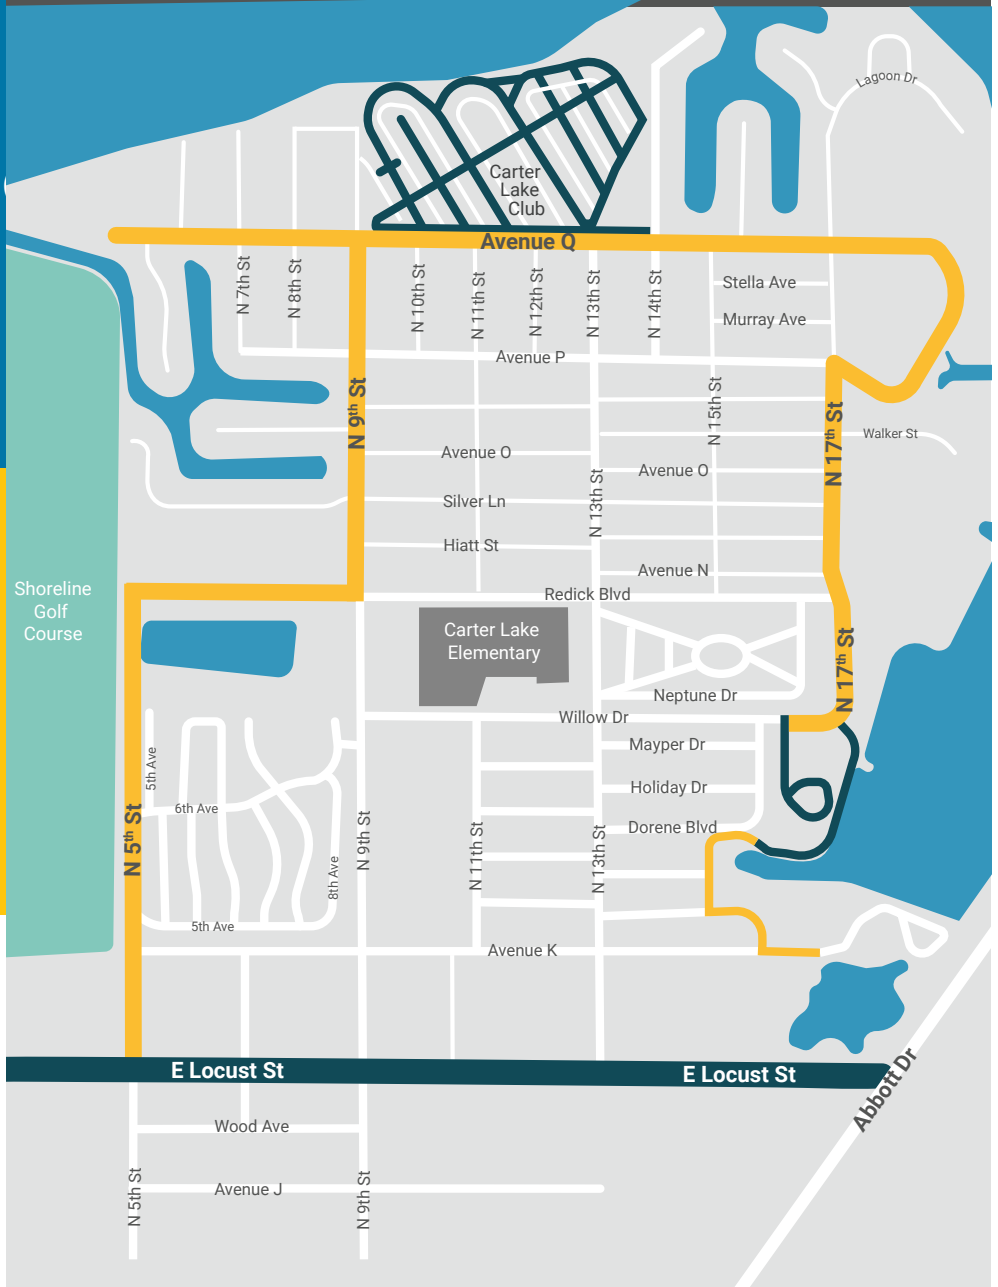 Lagoon Dr
Carter
Lake
Club
Avenue Q
N 7th St
N 8th St
N 10th St
N 11th St
N 12th St
N 13th St
N 14th St
Stella Ave
Murray Ave
Avenue P
N 9th St
N 15th St
N 17th St
Walker St
Avenue O
Avenue O
Silver Ln
N 13th St
Hiatt St
Avenue N
Redick Blvd
Shoreline
Golf
Course
Carter Lake
Elementary
N 17th St
Neptune Dr
Willow Dr
Mayper Dr
5th Ave
Holiday Dr
6th Ave
Dorene Blvd
N 5th St
N 9th St
N 11th St
N 13th St
8th Ave
5th Ave
Avenue K
E Locust St
E Locust St
Abbott Dr
Wood Ave
Avenue J
N 5th St
N 9th St